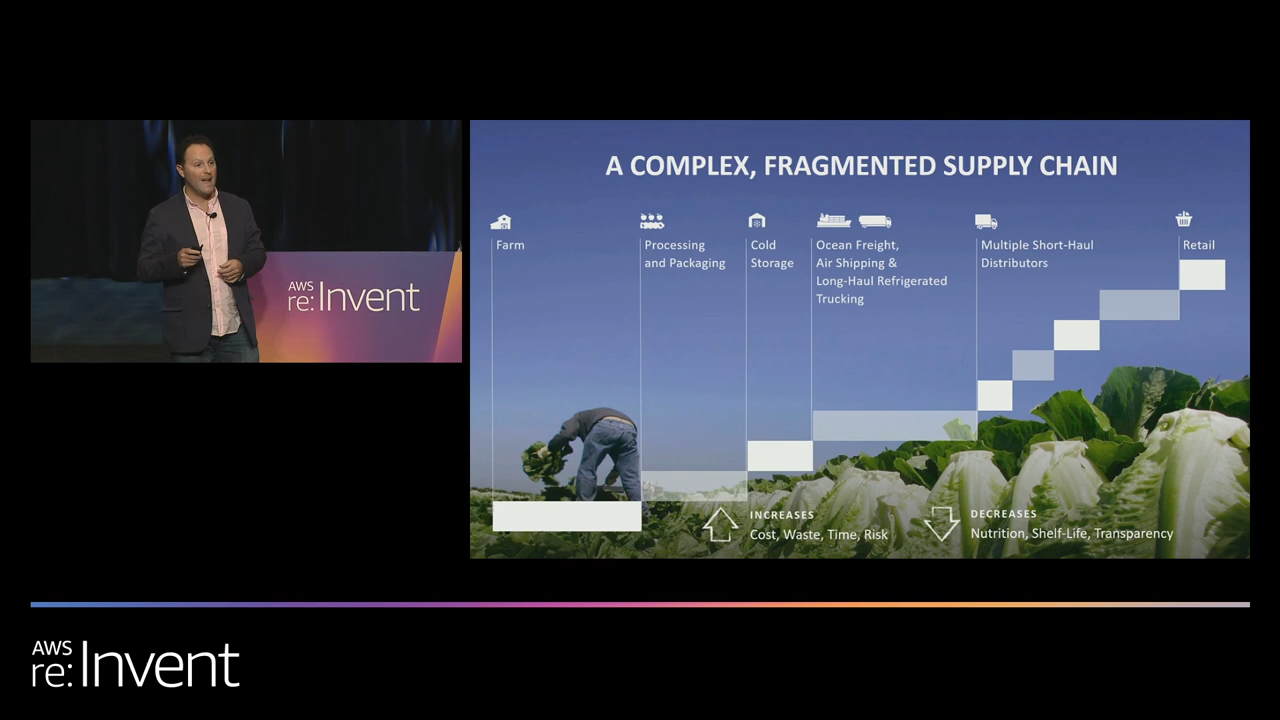 AWS
re:Invent
A COMPLEX, FRAGMENTED SUPPLY CHAIN
Farm
Processing
and Packaging
Cold
Storage
Ocean Freight,
Air Shipping &
Long-Haul Refrigerated
Trucking
Multiple Short-Haul
Distributors
Retail
INCREASES
Cost, Waste, Time, Risk
DECREASES
Nutrition, Shelf-Life, Transparency
AWS
re:Invent